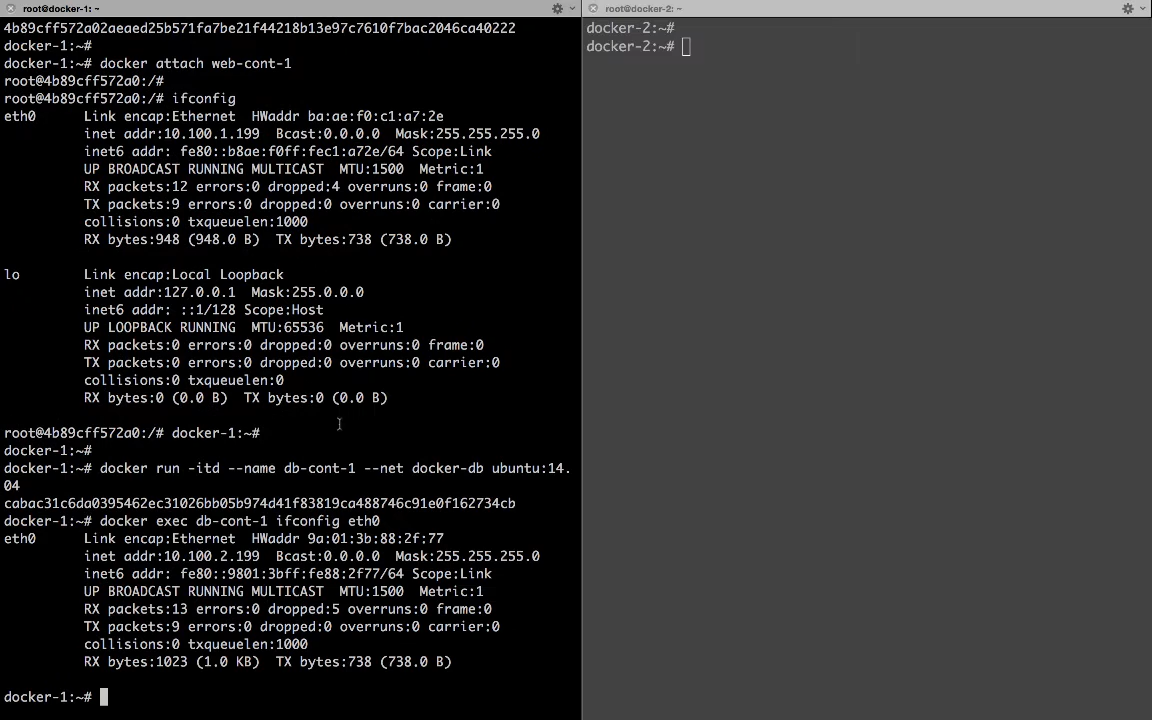 root@docker-1: ~
4b89cff572a02aeaed25b571fa7be21f44218b13e97c7610f7bac2046ca40222
docker-1:~#
docker-1:~# docker attach web-cont-1
root@4b89cff572a0:/#
root@4b89cff572a0:/# ifconfig
eth0      Link encap:Ethernet  HWaddr ba:ae:f0:c1:a7:2e
          inet addr:10.100.1.199  Bcast:0.0.0.0  Mask:255.255.255.0
          inet6 addr: fe80::b8ae:f0ff:fec1:a72e/64 Scope:Link
          UP BROADCAST RUNNING MULTICAST  MTU:1500  Metric:1
          RX packets:12 errors:0 dropped:4 overruns:0 frame:0
          TX packets:9 errors:0 dropped:0 overruns:0 carrier:0
          collisions:0 txqueuelen:1000
          RX bytes:948 (948.0 B)  TX bytes:738 (738.0 B)
lo        Link encap:Local Loopback
          inet addr:127.0.0.1  Mask:255.0.0.0
          inet6 addr: ::1/128 Scope:Host
          UP LOOPBACK RUNNING  MTU:65536  Metric:1
          RX packets:0 errors:0 dropped:0 overruns:0 frame:0
          TX packets:0 errors:0 dropped:0 overruns:0 carrier:0
          collisions:0 txqueuelen:0
          RX bytes:0 (0.0 B)  TX bytes:0 (0.0 B)
root@4b89cff572a0:/# docker-1:~#
docker-1:~#
docker-1:~# docker run -itd --name db-cont-1 --net docker-db ubuntu:14.
04
cabac31c6da0395462ec31026bb05b974d41f83819ca488746c91e0f162734cb
docker-1:~# docker exec db-cont-1 ifconfig eth0
eth0      Link encap:Ethernet  HWaddr 9a:01:3b:88:2f:77
          inet addr:10.100.2.199  Bcast:0.0.0.0  Mask:255.255.255.0
          inet6 addr: fe80::9801:3bff:fe88:2f77/64 Scope:Link
          UP BROADCAST RUNNING MULTICAST  MTU:1500  Metric:1
          RX packets:13 errors:0 dropped:5 overruns:0 frame:0
          TX packets:9 errors:0 dropped:0 overruns:0 carrier:0
          collisions:0 txqueuelen:1000
          RX bytes:1023 (1.0 KB)  TX bytes:738 (738.0 B)
docker-1:~#
root@docker-2: ~
docker-2:~#
docker-2:~#